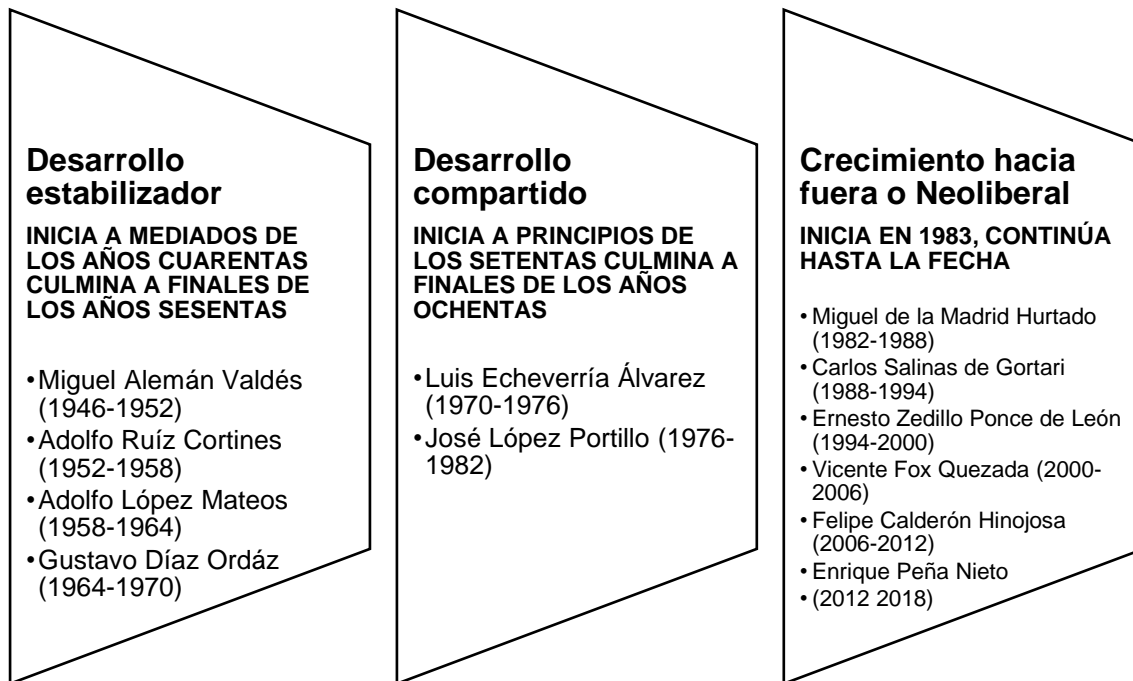 Desarrollo
estabilizador
INICIA A MEDIADOS DE
LOS AÑOS CUARENTAS
CULMINA A FINALES DE
LOS AÑOS SESENTAS
•Miguel Alemán Valdés
(1946-1952)
•Adolfo Ruíz Cortines
(1952-1958)
•Adolfo López Mateos
(1958-1964)
•Gustavo Díaz Ordáz
(1964-1970)
Desarrollo
compartido
INICIA A PRINCIPIOS DE
LOS SETENTAS CULMINA A
FINALES DE LOS AÑOS
OCHENTAS
•Luis Echeverría Álvarez
(1970-1976)
•José López Portillo (1976-
1982)
Crecimiento hacia
fuera o Neoliberal
INICIA EN 1983, CONTINÚA
HASTA LA FECHA
• Miguel de la Madrid Hurtado
(1982-1988)
• Carlos Salinas de Gortari
(1988-1994)
• Ernesto Zedillo Ponce de León
(1994-2000)
• Vicente Fox Quezada (2000-
2006)
• Felipe Calderón Hinojosa
(2006-2012)
• Enrique Peña Nieto
• (2012 2018)